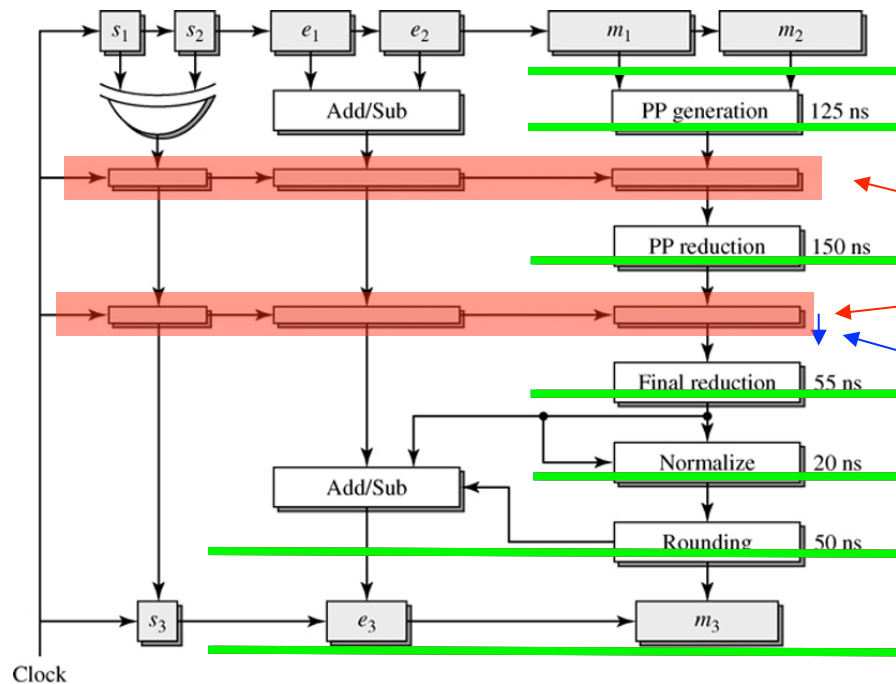 s1 s2 e1 e2 m1 m2
Add/Sub PP generation 125 ns
PP reduction 150 ns
Final reduction 55 ns
Normalize 20 ns
Add/Sub
Rounding 50 ns
s3 e3 m3
Clock